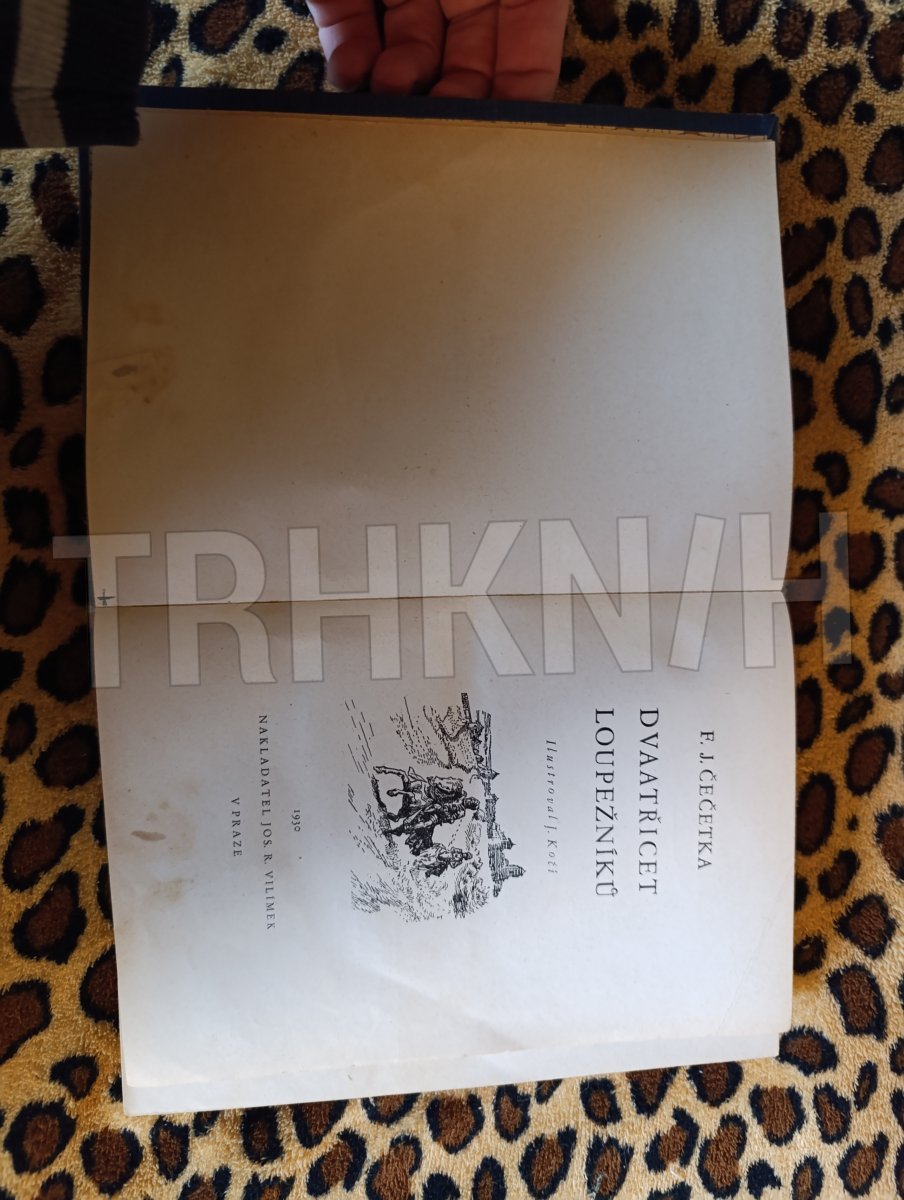 F. J. ČEČETKA
DVAATŘICET
LOUPEŽNÍKŮ
Ilustroval J. Kočí
1930
NAKLADATEL JOS. R. VILÍMEK
V PRAZE
TRHKNIH